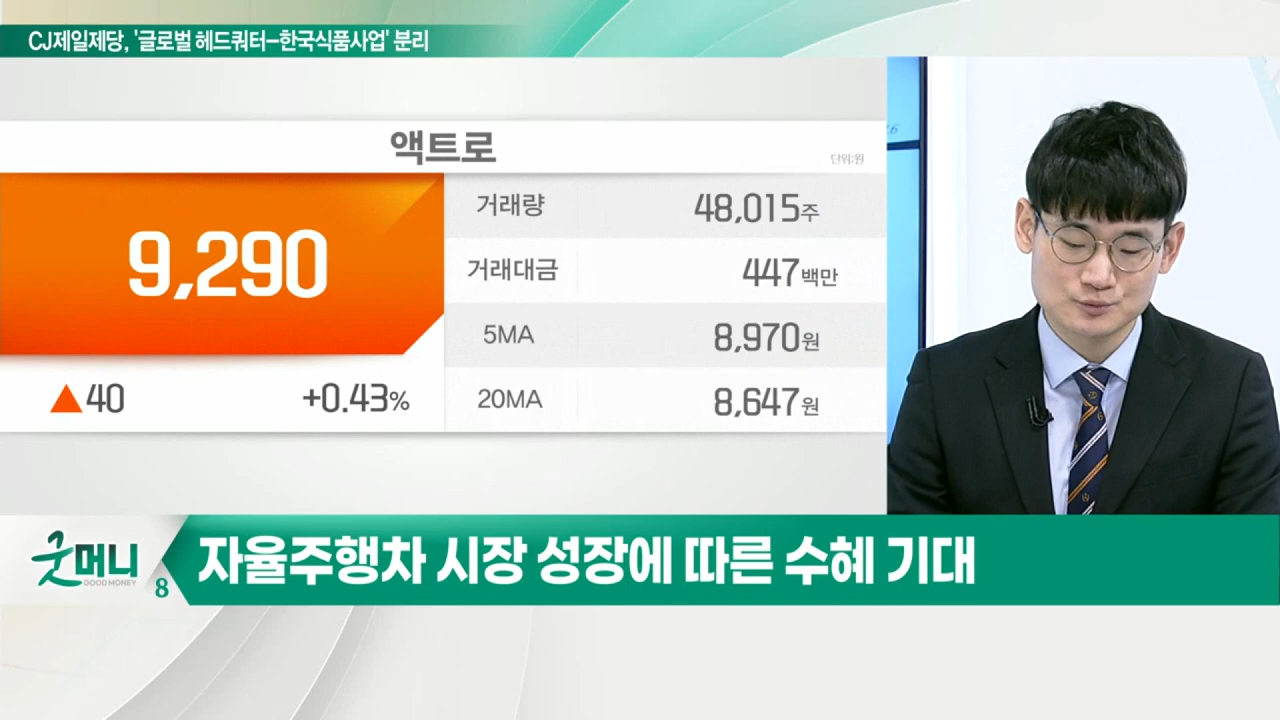 CJ제일제당, '글로벌 헤드쿼터-한국식품사업' 분리
액트로
단위:원
9,290
▲40 +0.43%
거래량 48,015주
거래대금 447백만
5MA 8,970원
20MA 8,647원
굿머니
GOOD MONEY
8
자율주행차 시장 성장에 따른 수혜 기대